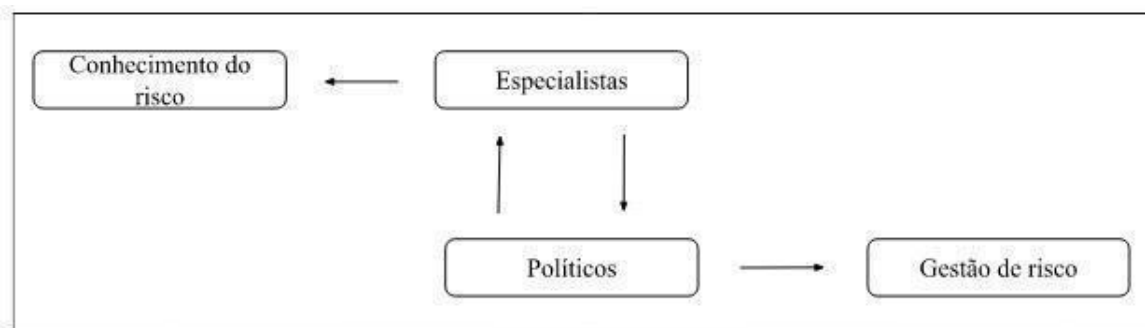 Conhecimento do
risco
Especialistas
Políticos
Gestão de risco